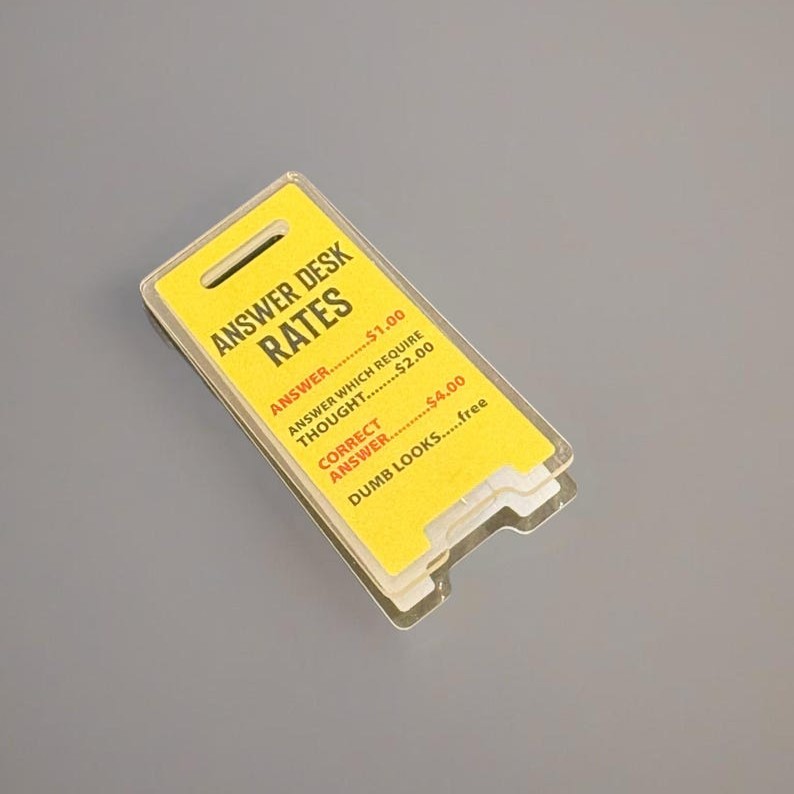 ANSWER DESK
RATES
ANSWER..........$1.00
ANSWER WHICH REQUIRE
THOUGHT........$2.00
CORRECT
ANSWER..........$4.00
DUMB LOOKS.....free